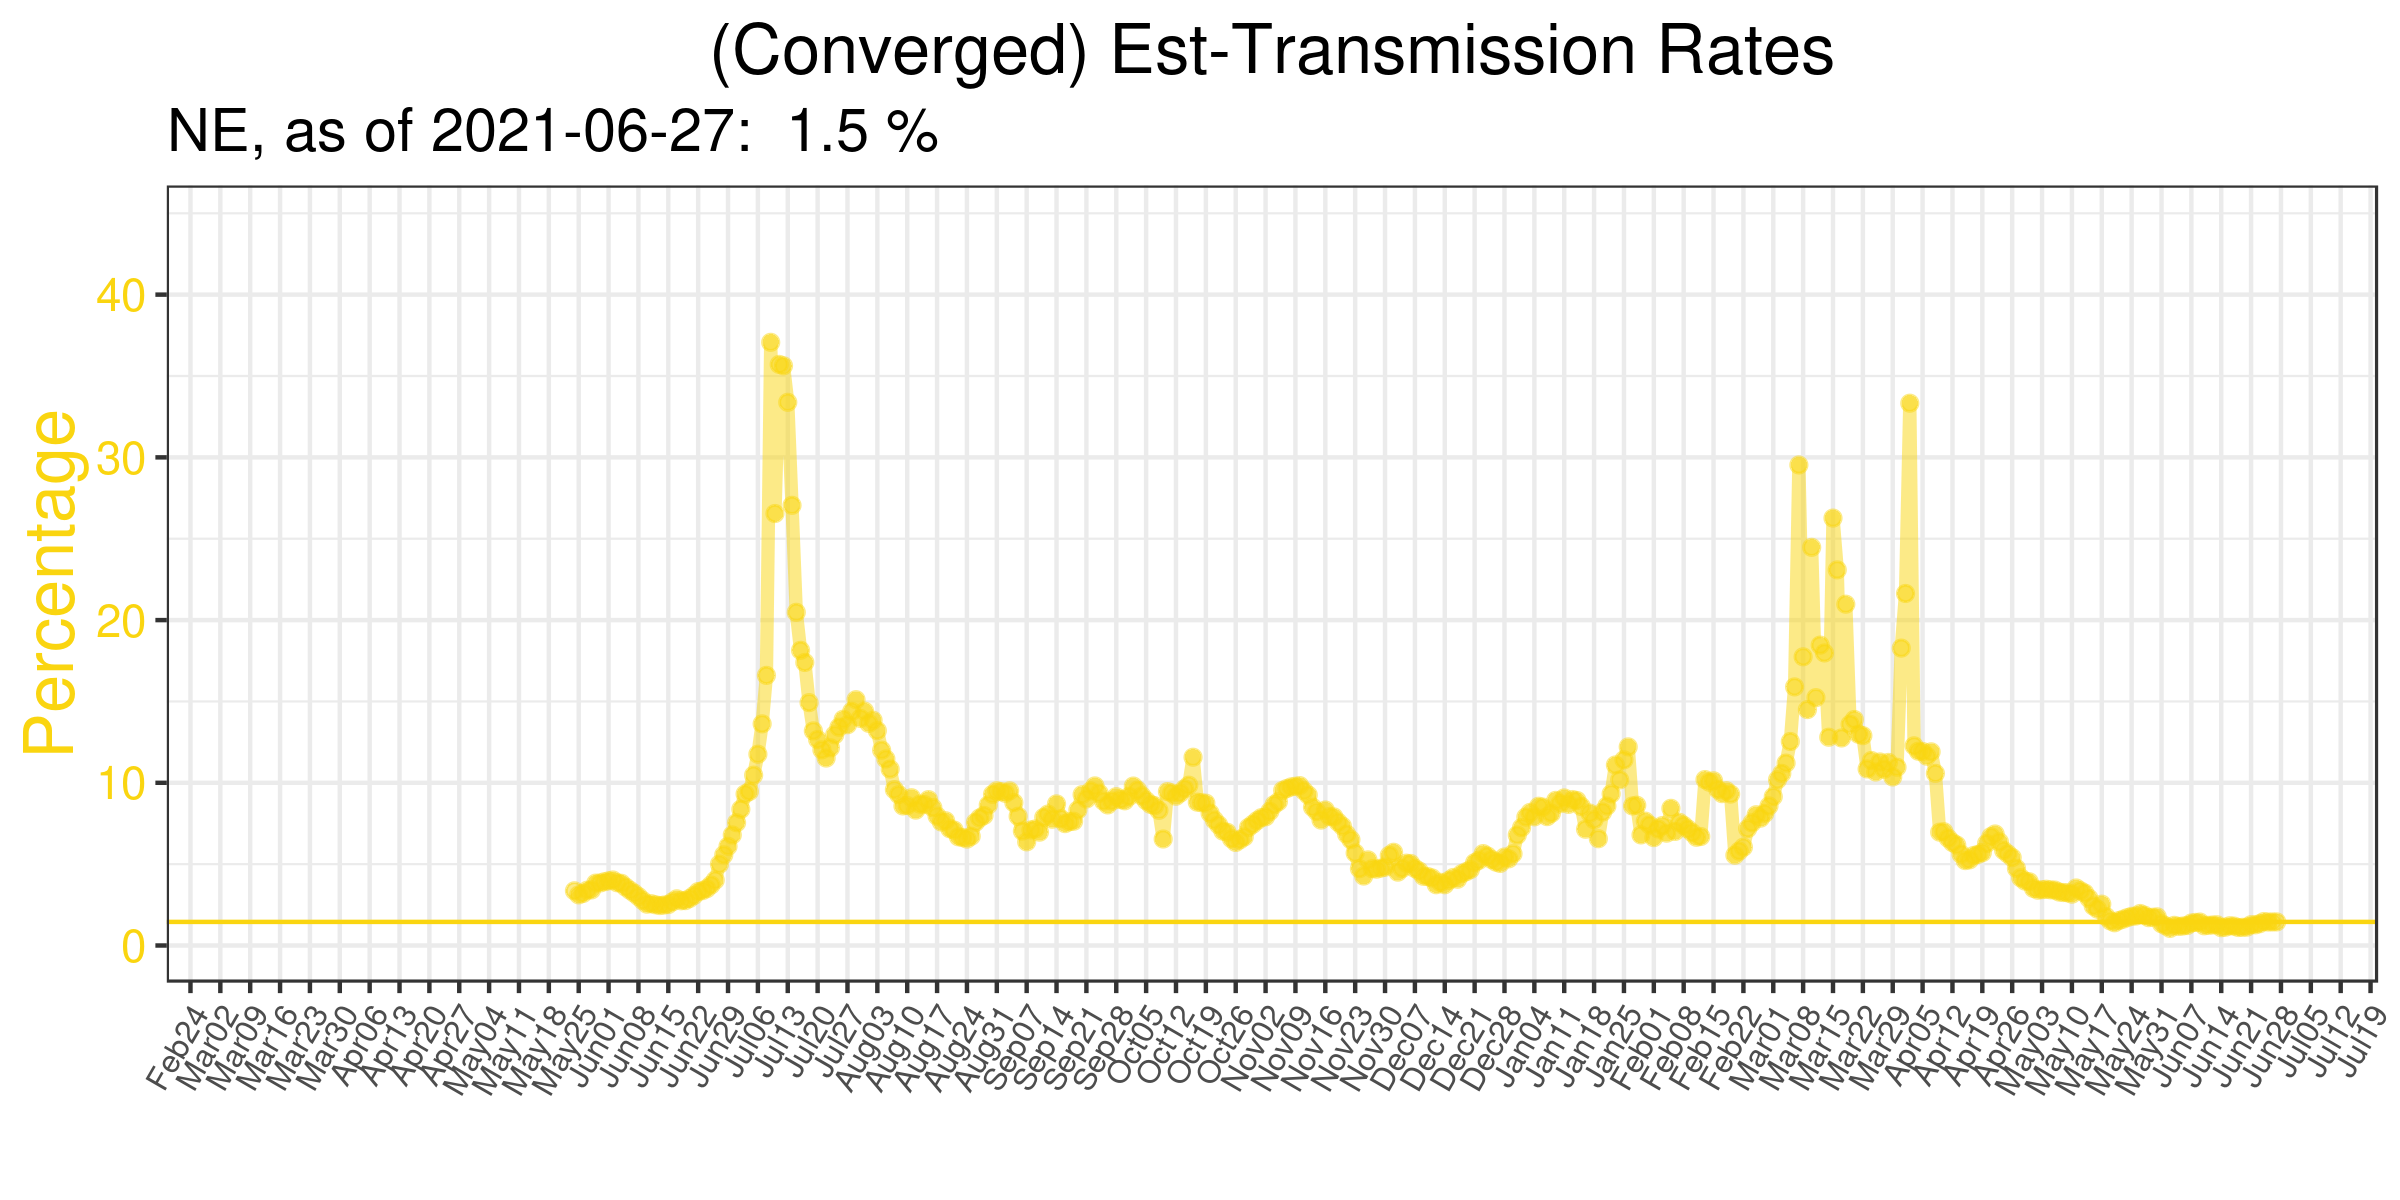 (Converged) Est-Transmission Rates
NE, as of 2021-06-27: 1.5 %
Percentage
40
30
20
10
0
Feb24
Mar02
Mar09
Mar16
Mar23
Mar30
Apr06
Apr13
Apr20
Apr27
May04
May11
May18
May25
Jun01
Jun08
Jun15
Jun22
Jun29
Jul06
Jul13
Jul20
Jul27
Aug03
Aug10
Aug17
Aug24
Aug31
Sep07
Sep14
Sep21
Sep28
Oct05
Oct12
Oct19
Oct26
Nov02
Nov09
Nov16
Nov23
Nov30
Dec07
Dec14
Dec21
Dec28
Jan04
Jan11
Jan18
Jan25
Feb01
Feb08
Feb15
Feb22
Mar01
Mar08
Mar15
Mar22
Mar29
Apr05
Apr12
Apr19
Apr26
May03
May10
May17
May24
May31
Jun07
Jun14
Jun21
Jun28
Jul05
Jul12
Jul19